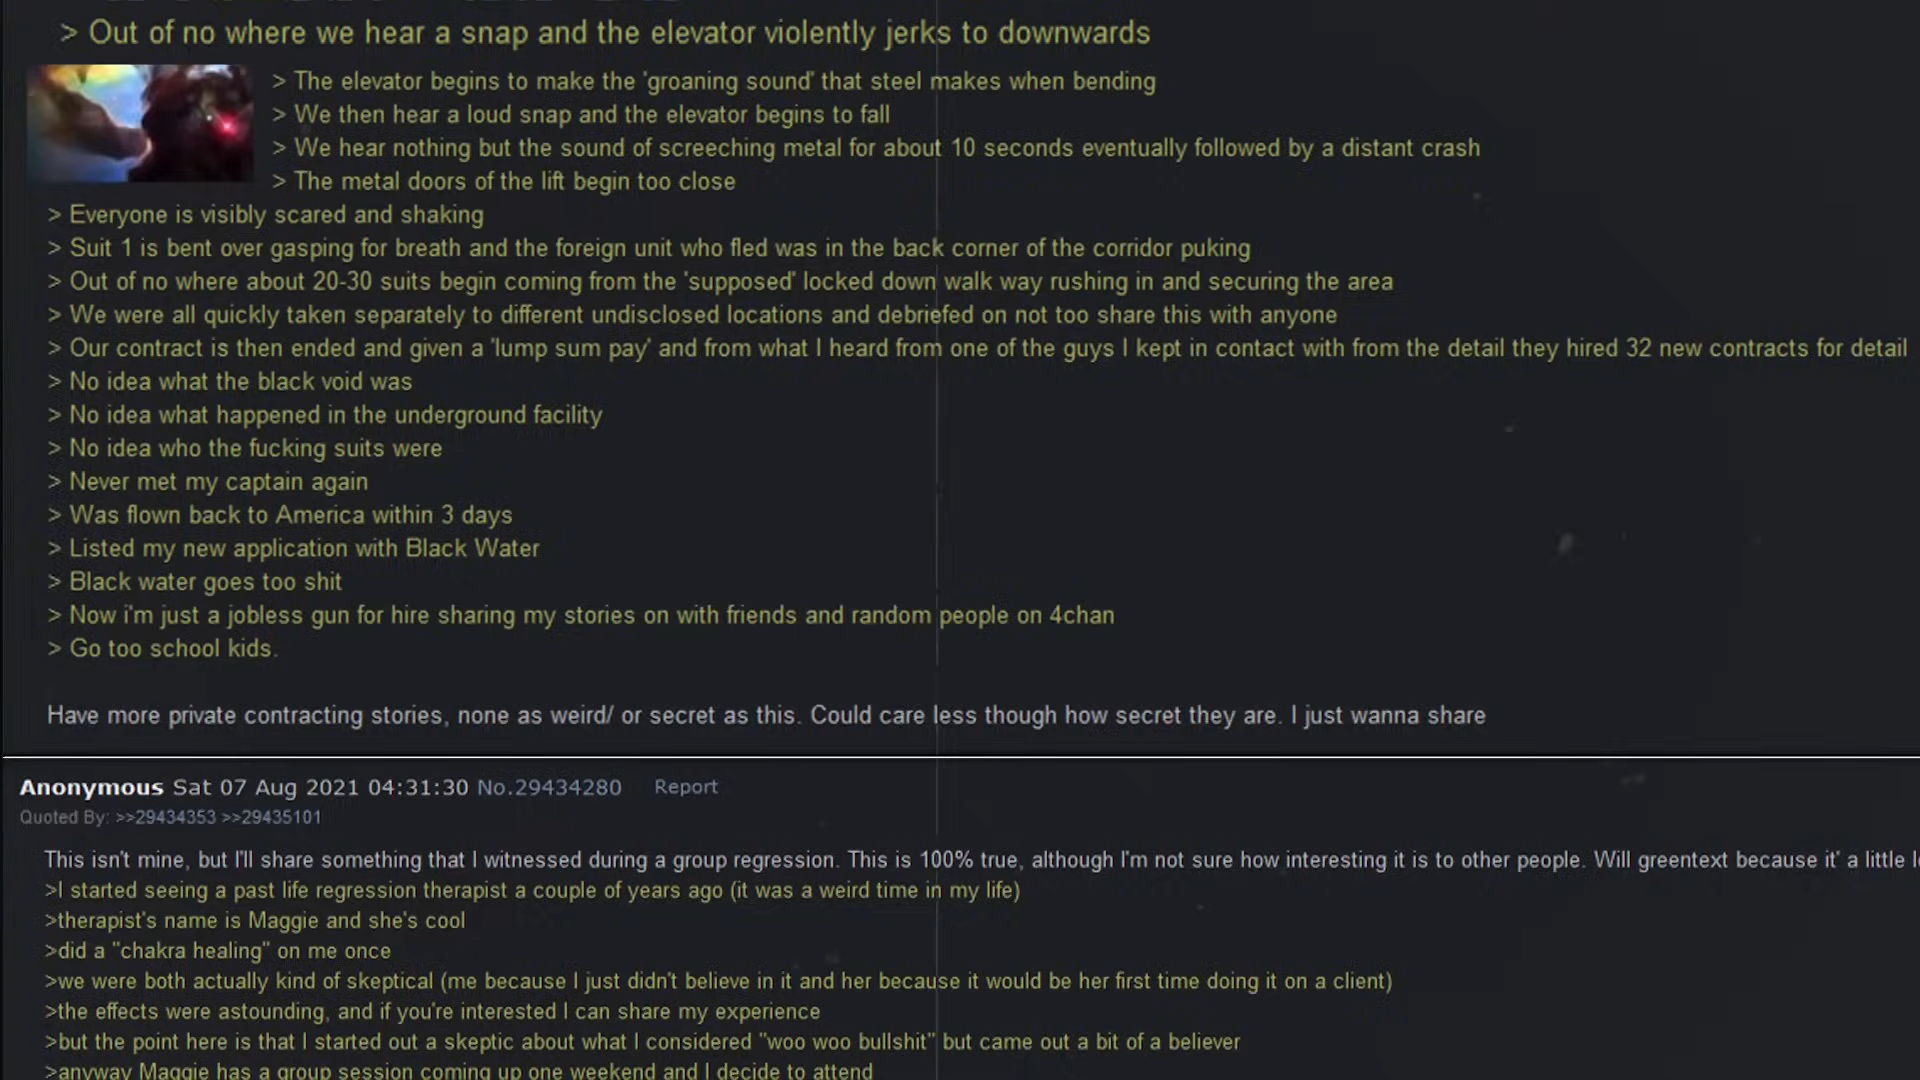 > Out of no where we hear a snap and the elevator violently jerks to downwards
> The elevator begins to make the 'groaning sound' that steel makes when bending
> We then hear a loud snap and the elevator begins to fall
> We hear nothing but the sound of screeching metal for about 10 seconds eventually followed by a distant crash
> The metal doors of the lift begin too close
> Everyone is visibly scared and shaking
> Suit 1 is bent over gasping for breath and the foreign unit who fled was in the back corner of the corridor puking
> Out of no where about 20-30 suits begin coming from the 'supposed' locked down walk way rushing in and securing the area
> We were all quickly taken separately to different undisclosed locations and debriefed on not too share this with anyone
> Our contract is then ended and given a 'lump sum pay' and from what I heard from one of the guys I kept in contact with from the detail they hired 32 new contracts for detail
> No idea what the black void was
> No idea what happened in the underground facility
> No idea who the fucking suits were
> Never met my captain again
> Was flown back to America within 3 days
> Listed my new application with Black Water
> Black water goes too shit
> Now i'm just a jobless gun for hire sharing my stories on with friends and random people on 4chan
> Go too school kids.
Have more private contracting stories, none as weird/ or secret as this. Could care less though how secret they are. I just wanna share
Anonymous Sat 07 Aug 2021 04:31:30 No.29434280 Report
Quoted By: >>29434353 >>29435101
This isn't mine, but I'll share something that I witnessed during a group regression. This is 100% true, although I'm not sure how interesting it is to other people. Will greentext because it' a little
>I started seeing a past life regression therapist a couple of years ago (it was a weird time in my life)
>therapist's name is Maggie and she's cool
>did a "chakra healing" on me once
>we were both actually kind of skeptical (me because I just didn't believe in it and her because it would be her first time doing it on a client)
>the effects were astounding, and if you're interested I can share my experience
>but the point here is that I started out a skeptic about what I considered "woo woo bullshit" but came out a bit of a believer
>anyway Maggie has a group session coming up one weekend and I decide to attend